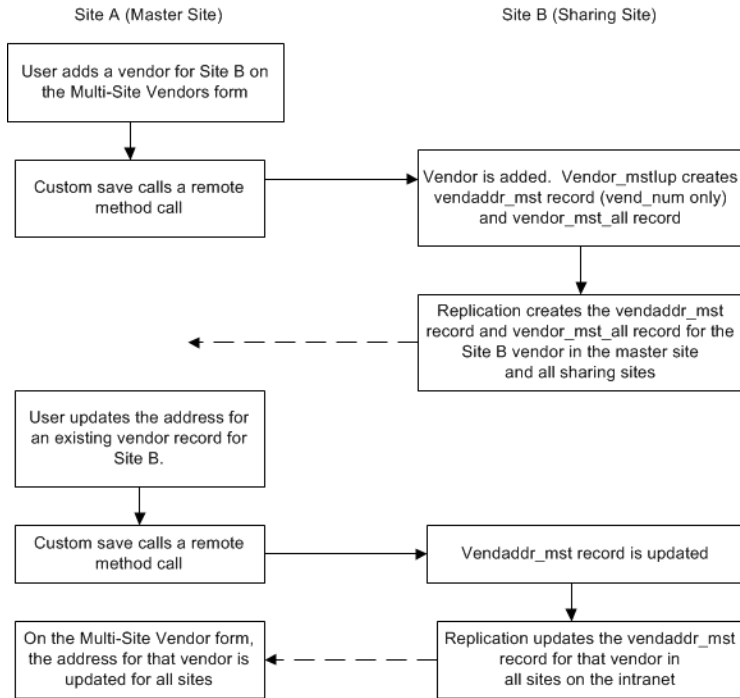 Site A (Master Site)
Site B (Sharing Site)
User adds a vendor for Site B on
the Multi-Site Vendors form
Custom save calls a remote
method call
Vendor is added. Vendor_mstIup creates
vendaddr_mst record (vend_num only)
and vendor_mst_all record
Replication creates the vendaddr_mst
record and vendor_mst_all record for the
Site B vendor in the master site
and all sharing sites
User updates the address for
an existing vendor record for
Site B.
Custom save calls a remote
method call
Vendaddr_mst record is updated
Replication updates the vendaddr_mst
record for that vendor in
all sites on the intranet
On the Multi-Site Vendor form,
the address for that vendor is
updated for all sites